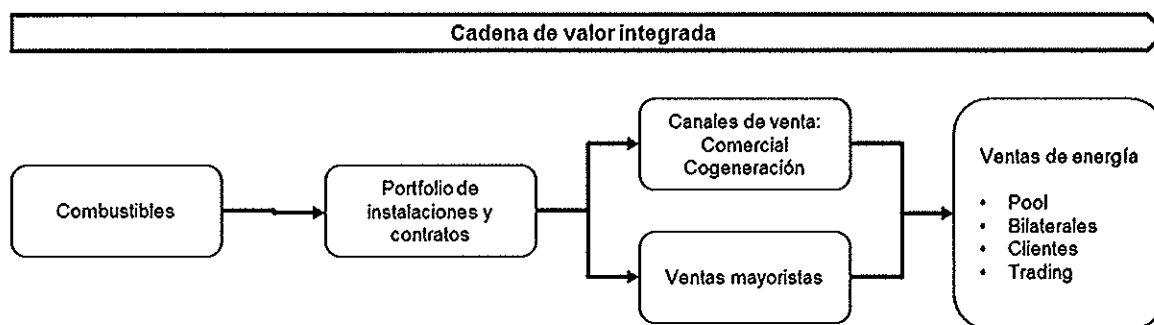 Cadena de valor integrada
Combustibles
Portfolio de
instalaciones y
contratos
Canales de venta:
Comercial
Cogeneración
Ventas mayoristas
Ventas de energía
• Pool
• Bilaterales
• Clientes
• Trading